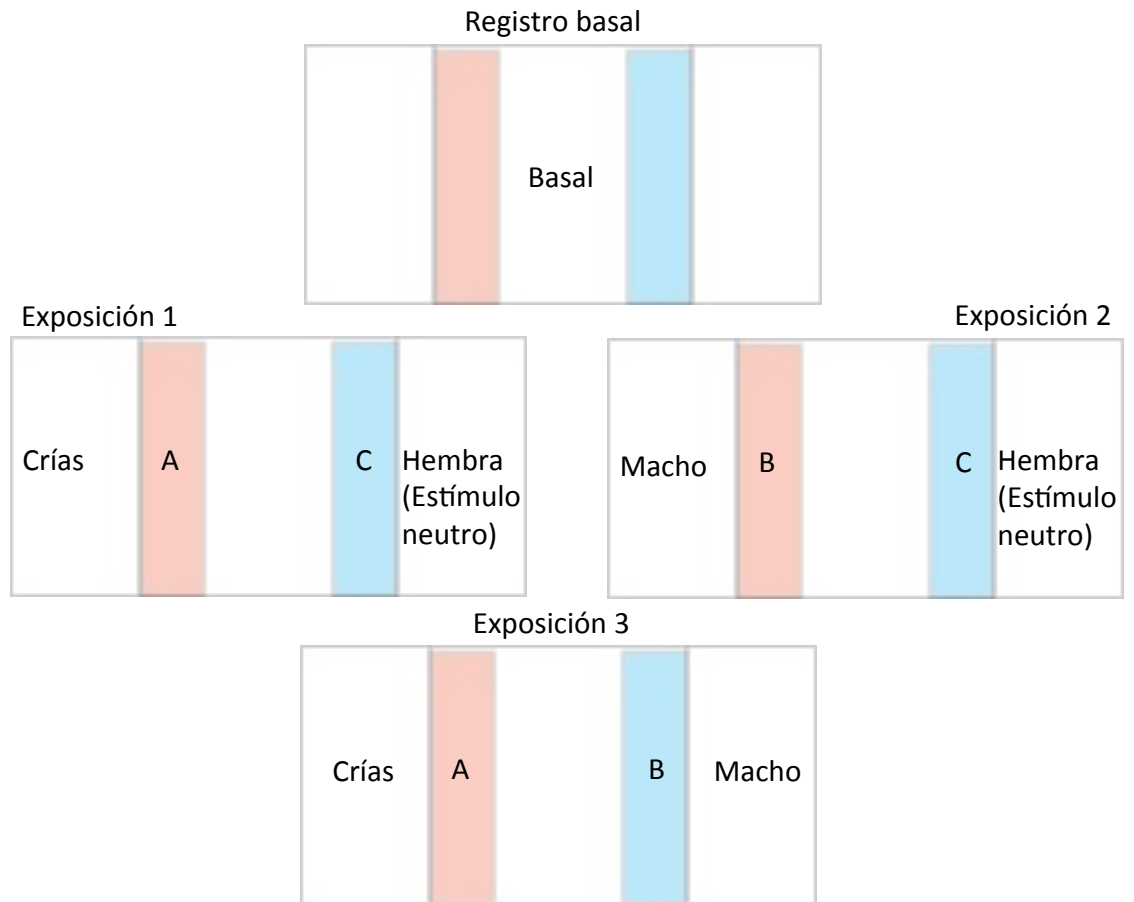 Registro basal
Basal
Exposición 1
Exposición 2
Crías
A
C
Hembra
(Estímulo
neutro)
Macho
B
C
Hembra
(Estímulo
neutro)
Exposición 3
Crías
A
B
Macho